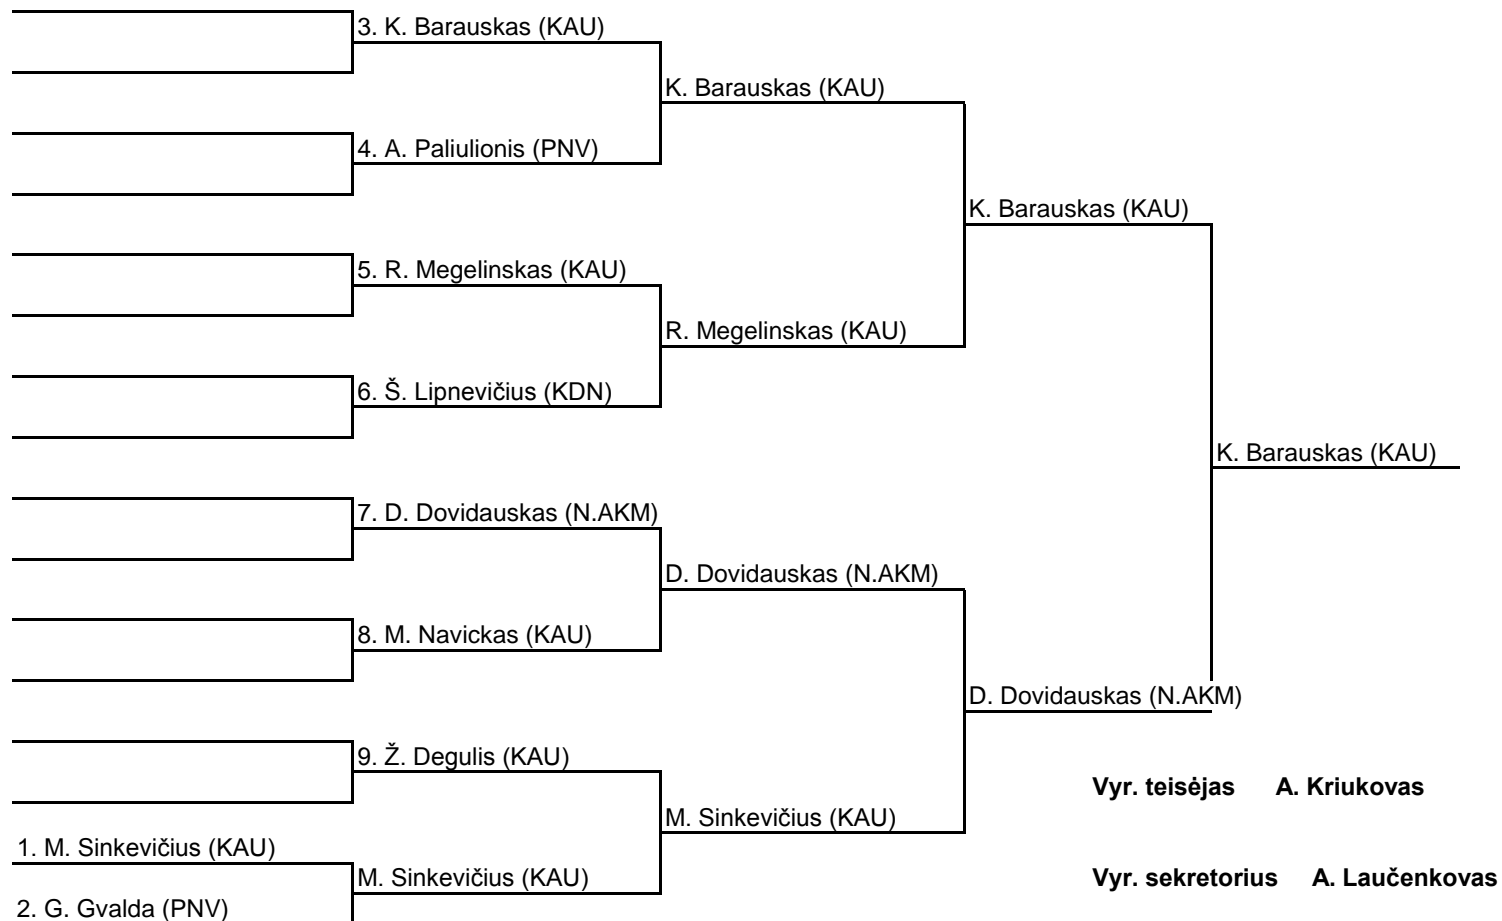 3. K. Barauskas (KAU)
K. Barauskas (KAU)
4. A. Paliulionis (PNV)
K. Barauskas (KAU)
5. R. Megelinskas (KAU)
R. Megelinskas (KAU)
6. Š. Lipnevičius (KDN)
K. Barauskas (KAU)
7. D. Dovidauskas (N.AKM)
D. Dovidauskas (N.AKM)
8. M. Navickas (KAU)
D. Dovidauskas (N.AKM)
9. Ž. Degulis (KAU)
Vyr. teisėjas A. Kriukovas
M. Sinkevičius (KAU)
1. M. Sinkevičius (KAU)
M. Sinkevičius (KAU)
Vyr. sekretorius A. Laučenkovas
2. G. Gvalda (PNV)